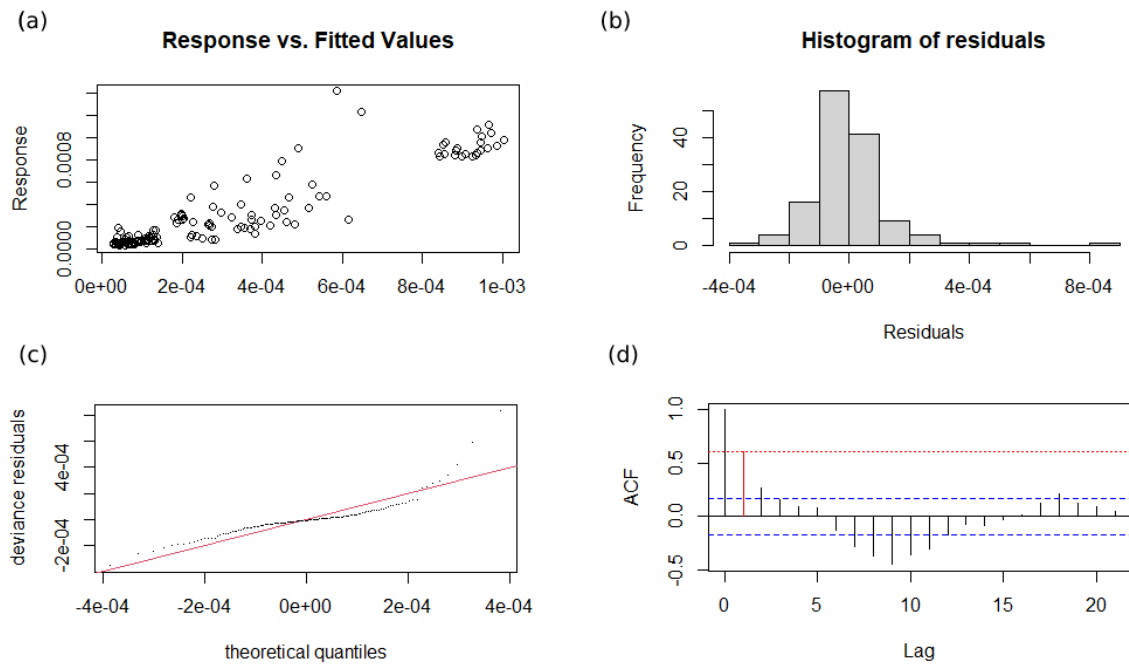 (a)
Response vs. Fitted Values
Response
0.0000
0.0008
0e+00 2e-04 4e-04 6e-04 8e-04 1e-03
(b)
Histogram of residuals
Frequency
0 20 40
-4e-04 0e+00 4e-04 8e-04
Residuals
(c)
deviance residuals
-2e-04 4e-04
-4e-04 -2e-04 0e+00 2e-04 4e-04
theoretical quantiles
(d)
ACF
-0.5 0.0 0.5 1.0
0 5 10 15 20
Lag